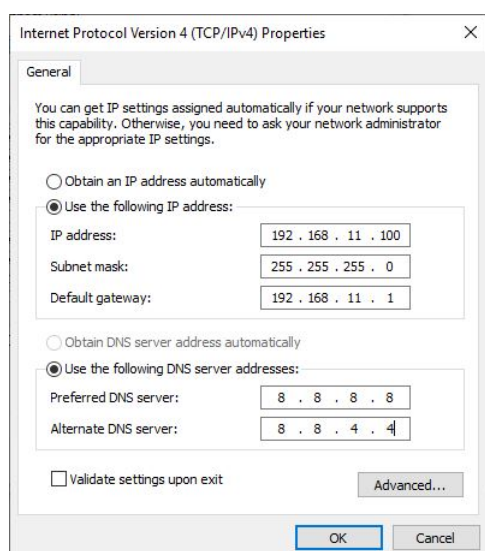 Internet Protocol Version 4 (TCP/IPv4) Properties
General
You can get IP settings assigned automatically if your network supports
this capability. Otherwise, you need to ask your network administrator
for the appropriate IP settings.
Obtain an IP address automatically
Use the following IP address:
IP address: 192 . 168 . 11 . 100
Subnet mask: 255 . 255 . 255 . 0
Default gateway: 192 . 168 . 11 . 1
Obtain DNS server address automatically
Use the following DNS server addresses:
Preferred DNS server: 8 . 8 . 8 . 8
Alternate DNS server: 8 . 8 . 4 . 4
Validate settings upon exit
Advanced...
OK Cancel